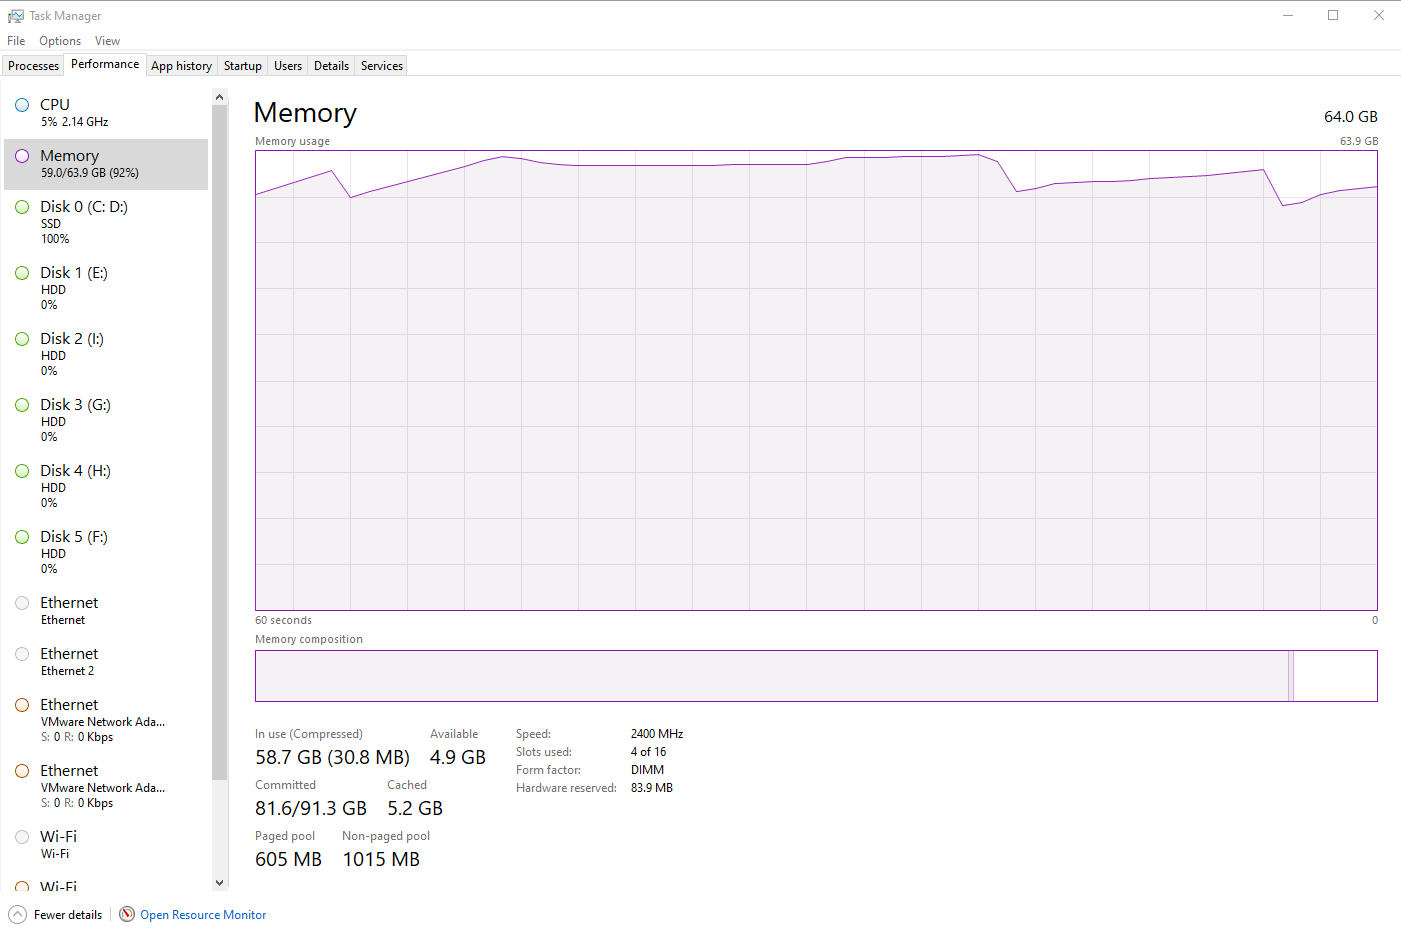 Task Manager
File Options View
Processes Performance App history Startup Users Details Services
CPU
5% 2.14 GHz
Memory
59.0/63.9 GB (92%)
Disk 0 (C: D:)
SSD
100%
Disk 1 (E:)
HDD
0%
Disk 2 (I:)
HDD
0%
Disk 3 (G:)
HDD
0%
Disk 4 (H:)
HDD
0%
Disk 5 (F:)
HDD
0%
Ethernet
Ethernet
Ethernet
Ethernet 2
Ethernet
VMware Network Ada...
S: 0 R: 0 Kbps
Ethernet
VMware Network Ada...
S: 0 R: 0 Kbps
Wi-Fi
Wi-Fi
Wi-Fi
Memory 64.0 GB
Memory usage 63.9 GB
60 seconds 0
Memory composition
In use (Compressed) Available
58.7 GB (30.8 MB) 4.9 GB
Committed Cached
81.6/91.3 GB 5.2 GB
Paged pool Non-paged pool
605 MB 1015 MB
Speed: 2400 MHz
Slots used: 4 of 16
Form factor: DIMM
Hardware reserved: 83.9 MB
Fewer details Open Resource Monitor